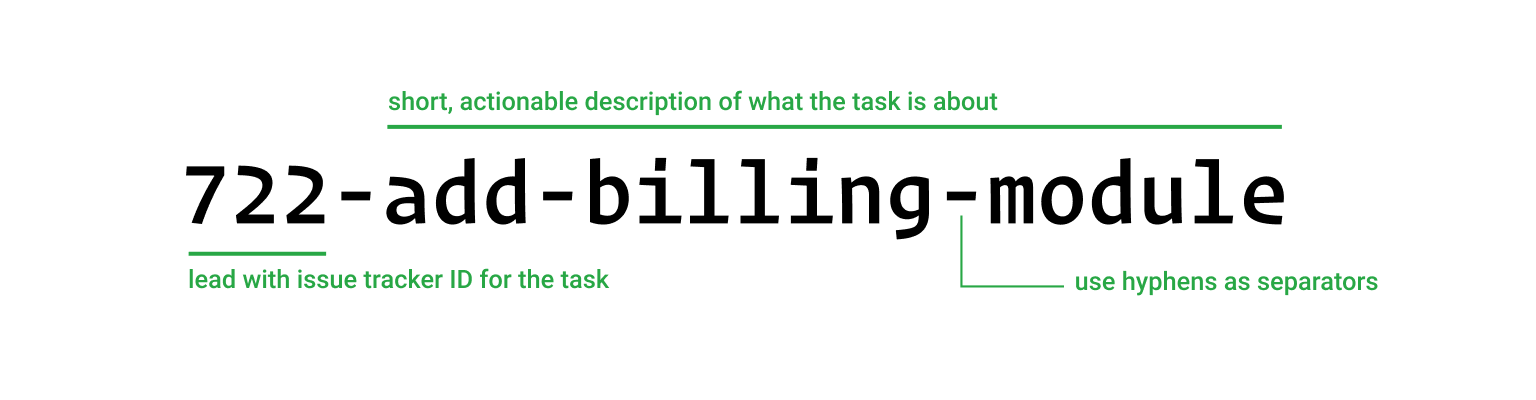 short, actionable description of what the task is about
722-add-billing-module
lead with issue tracker ID for the task
use hyphens as separators